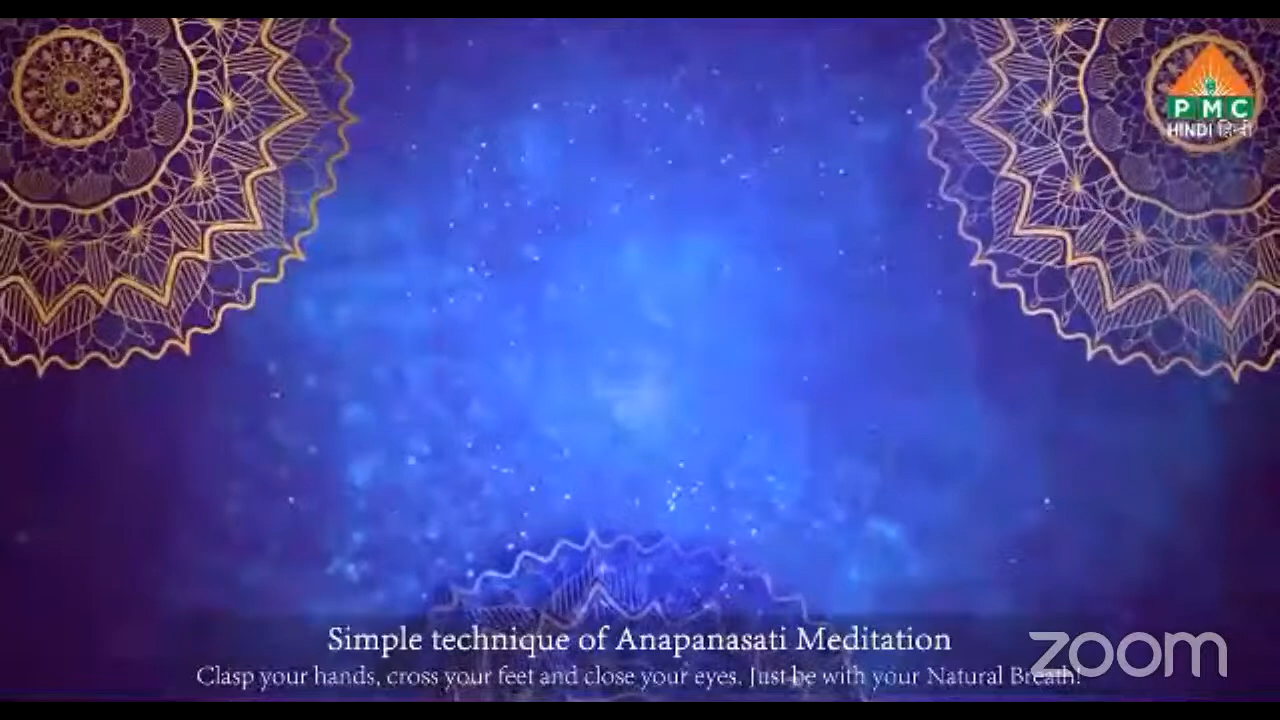 PMC
HINDI हिन्दी
Simple technique of Anapanasati Meditation
Clasp your hands, cross your feet and close your eyes. Just be with your Natural Breath!
zoom